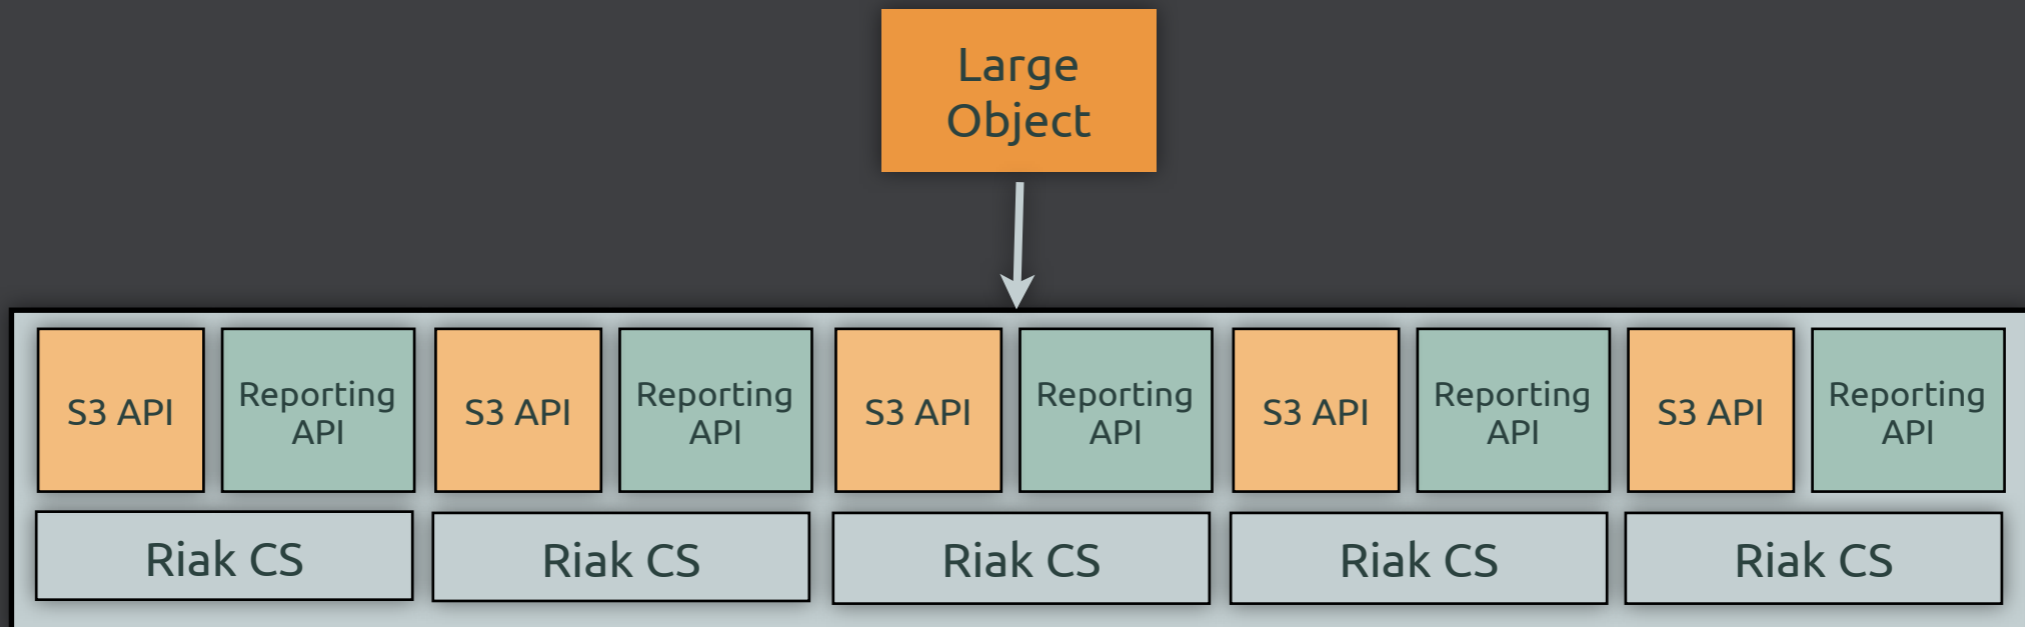 Large
Object
S3 API
Reporting
API
S3 API
Reporting
API
S3 API
Reporting
API
S3 API
Reporting
API
S3 API
Reporting
API
Riak CS
Riak CS
Riak CS
Riak CS
Riak CS